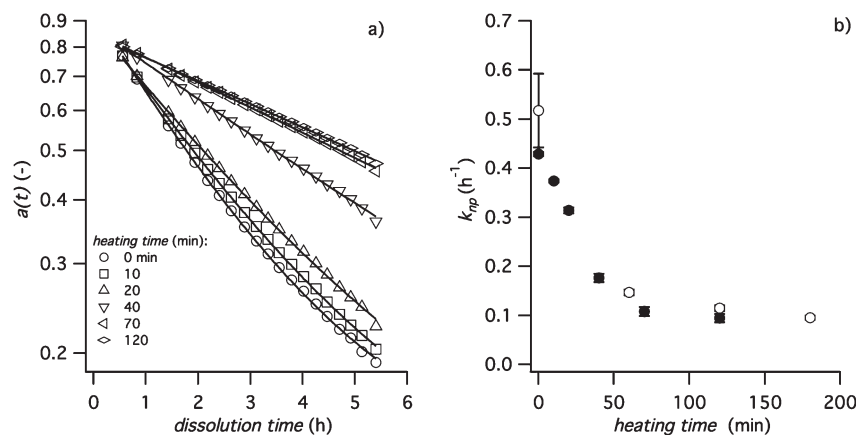 a)
0.9
0.8
0.7
0.6
0.5
0.4
0.3
0.2
a(t) (-)
heating time (min):
0 min
10
20
40
70
120
0 1 2 3 4 5 6
dissolution time (h)
b)
0.7
0.6
0.5
0.4
0.3
0.2
0.1
0.0
knp (h-1)
0 50 100 150 200
heating time (min)